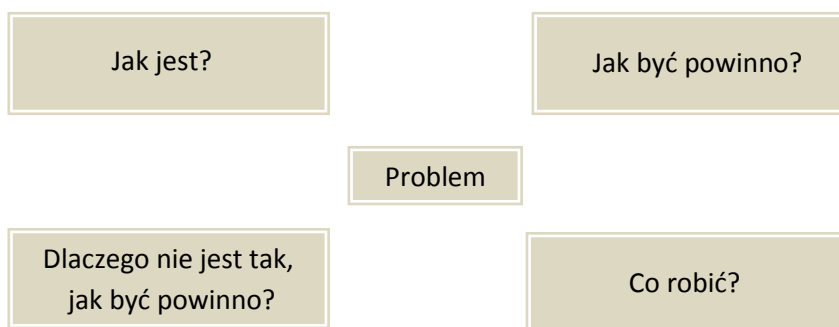 Jak jest?
Jak być powinno?
Problem
Dlaczego nie jest tak,
jak być powinno?
Co robić?